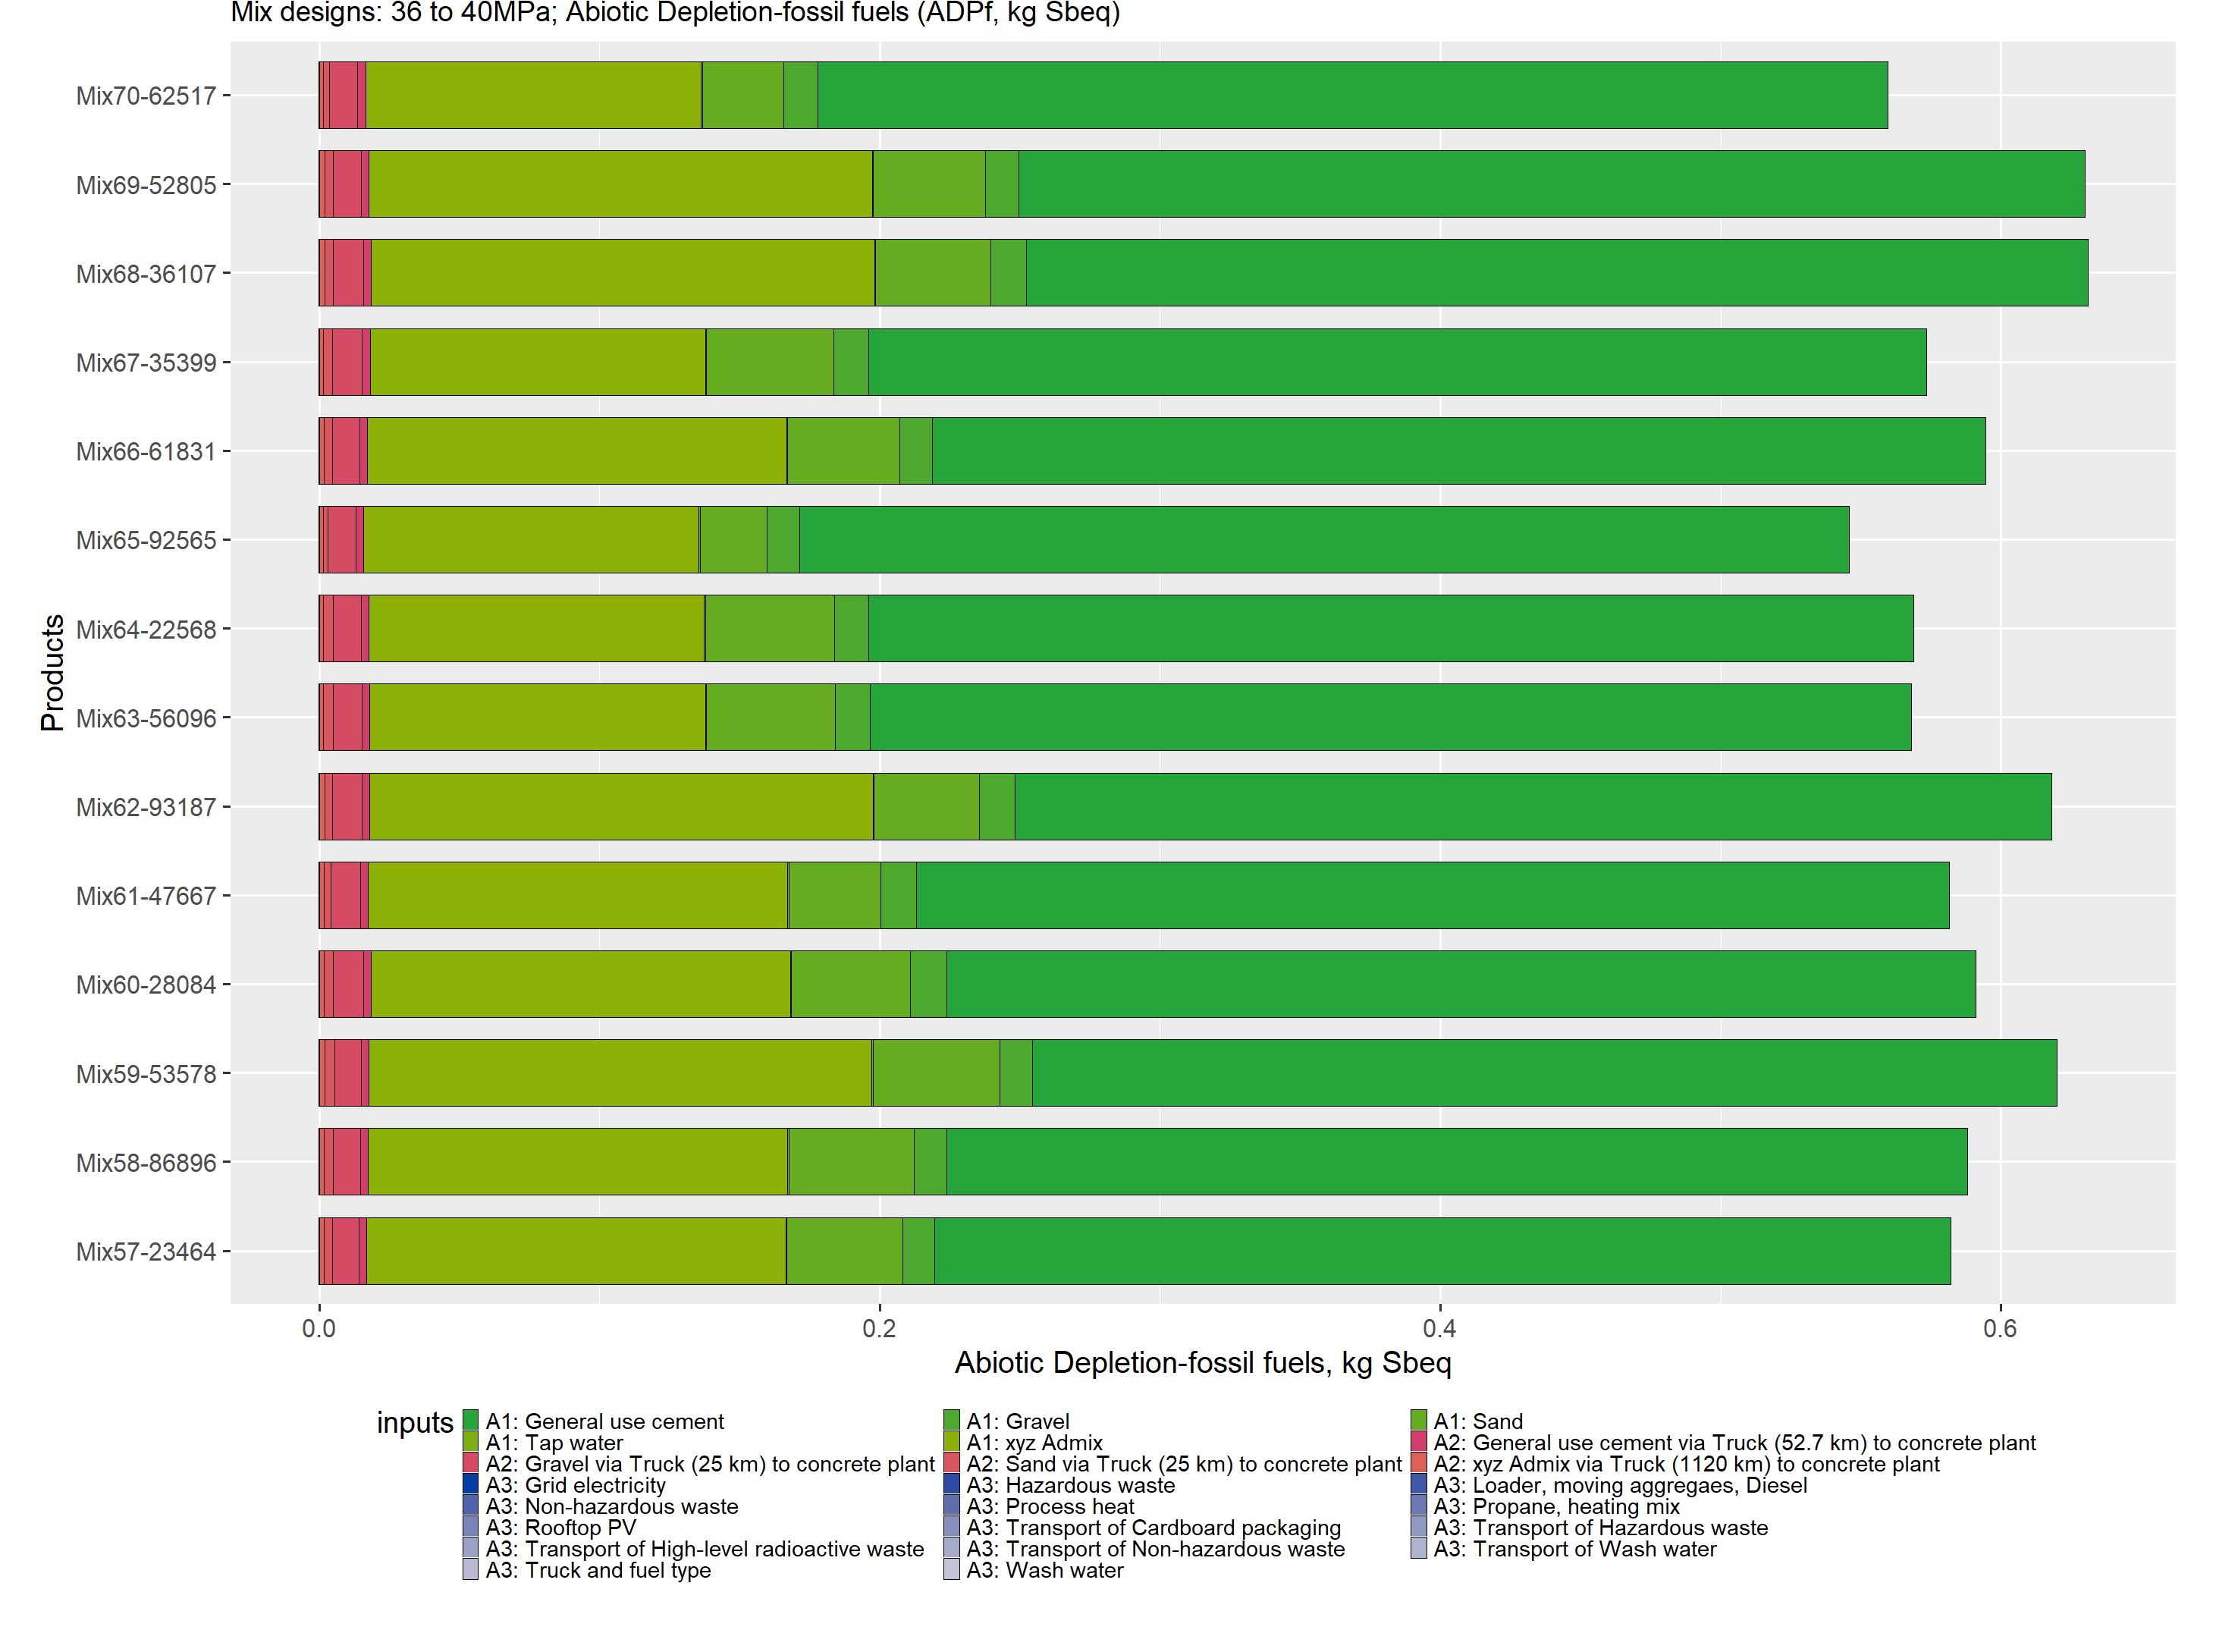 Mix designs: 36 to 40MPa; Abiotic Depletion-fossil fuels (ADPf, kg Sbeq)
Mix70-62517
Mix69-52805
Mix68-36107
Mix67-35399
Mix66-61831
Mix65-92565
Mix64-22568
Mix63-56096
Mix62-93187
Mix61-47667
Mix60-28084
Mix59-53578
Mix58-86896
Mix57-23464
Products
0.0 0.2 0.4 0.6
Abiotic Depletion-fossil fuels, kg Sbeq
inputs
A1: General use cement A1: Gravel A1: Sand
A1: Tap water A1: xyz Admix A2: General use cement via Truck (52.7 km) to concrete plant
A2: Gravel via Truck (25 km) to concrete plant A2: Sand via Truck (25 km) to concrete plant A2: xyz Admix via Truck (1120 km) to concrete plant
A3: Grid electricity A3: Hazardous waste A3: Loader, moving aggregaes, Diesel
A3: Non-hazardous waste A3: Process heat A3: Propane, heating mix
A3: Rooftop PV A3: Transport of Cardboard packaging A3: Transport of Hazardous waste
A3: Transport of High-level radioactive waste A3: Transport of Non-hazardous waste A3: Transport of Wash water
A3: Truck and fuel type A3: Wash water